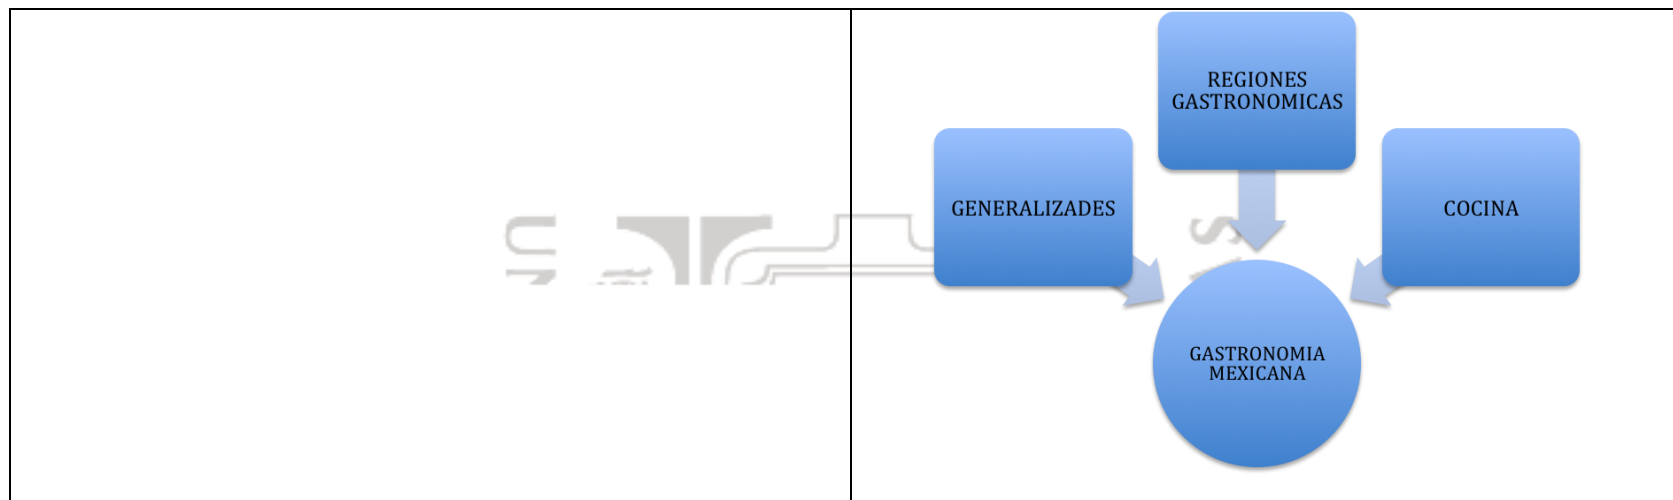 REGIONES
GASTRONOMICAS
GENERALIZADES
COCINA
GASTRONOMIA
MEXICANA